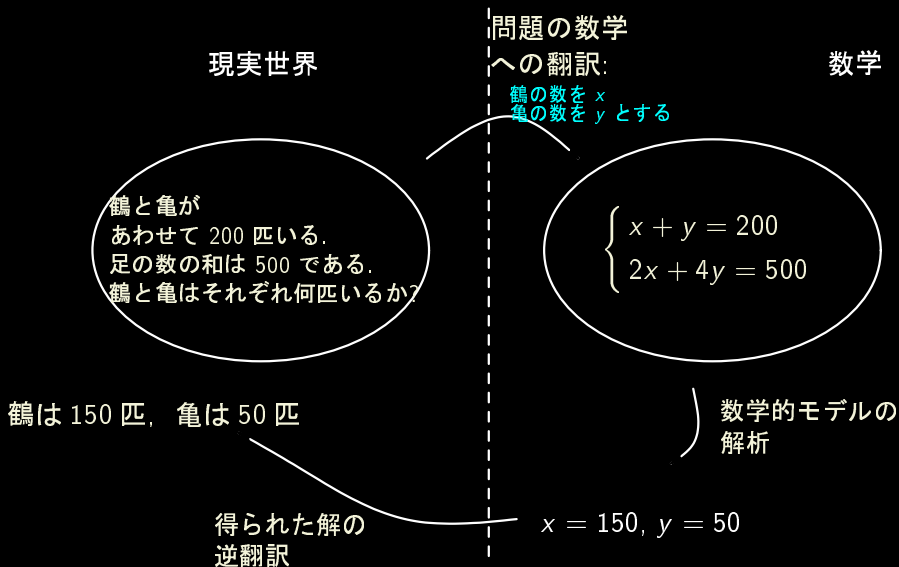 現実世界
問題の数学
への翻訳:
数学
鶴の数を x
亀の数を y とする
鶴と亀が
あわせて 200 匹いる.
足の数の和は 500 である.
鶴と亀はそれぞれ何匹いるか?
x + y = 200
2x + 4y = 500
数学的モデルの
解析
x = 150, y = 50
得られた解の
逆翻訳
鶴は 150 匹, 亀は 50 匹